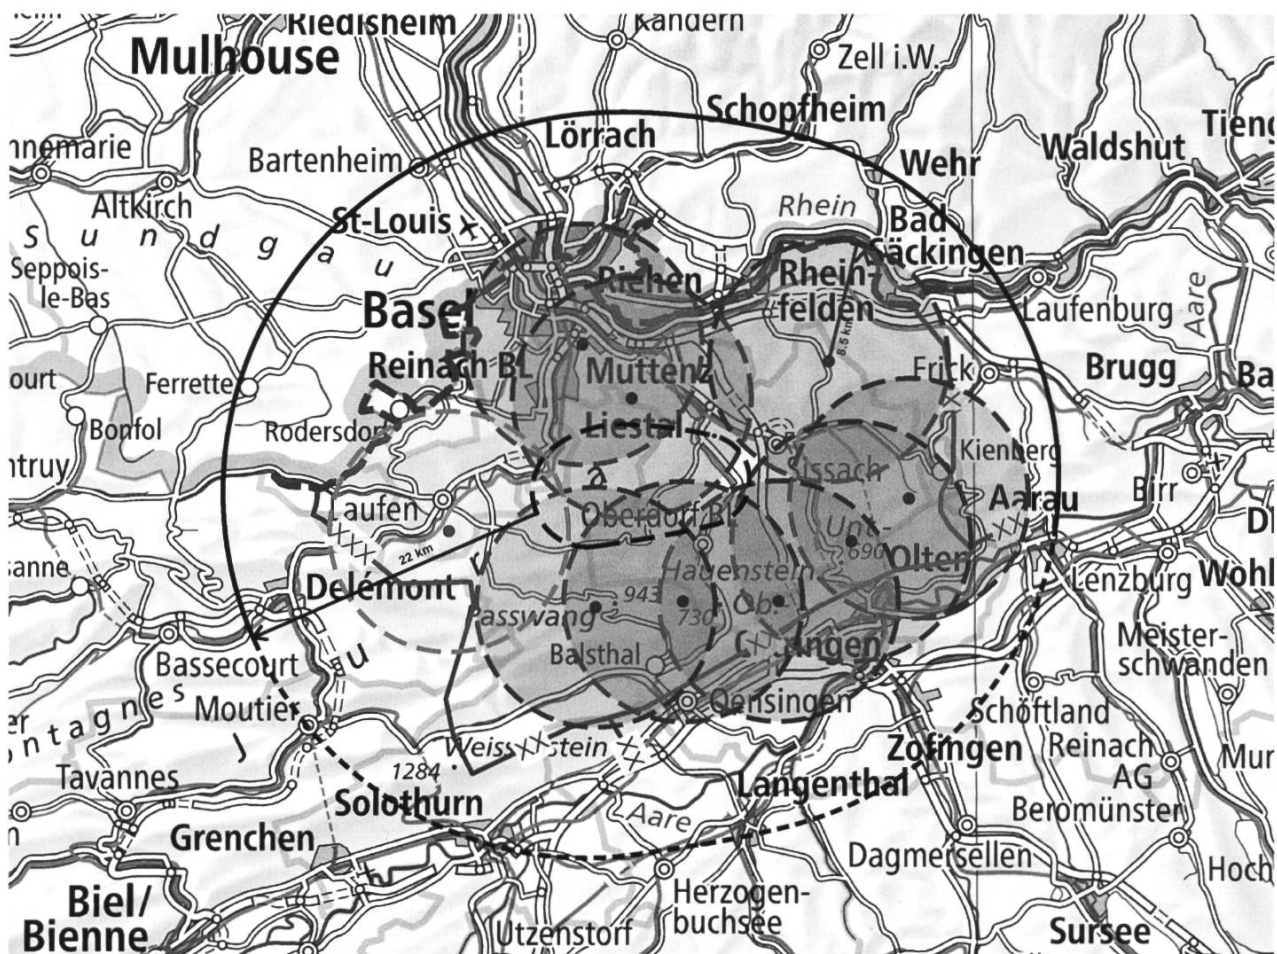 Riedisheim
Kandern
Mulhouse
Zell i.W.
Schopfheim
Lörrach
Tieng
nnemarie
Bartenheim
Wehr
Waldshut
Altkirch
St-Louis
Rhein
Bad
Säckingen
Sundgau
Seppois-
le-Bas
Riehen
Rhein-
felden
Basel
Laufenburg
Aare
8.5 km
Reinach BL
Muttenz
Frick
Brugg
Ba
ourt
Ferrette
Bonfol
Rodersdorf
Liestal
Kienberg
ntruy
Sissach
Aarau
Birr
aufen
Oberdorf BL
Unt-
690
22 km
Olten
sanne
Delémont
Hauenstein
Lenzburg
Wohl
Passwang
943
730
Ob-
Balsthal
Meister-
schwanden
Bassecourt
Moutier
Oensingen
Schöftland
ontagnes
J
u
Weissenstein
1284
Zofingen
Reinach
AG
Mur
Tavannes
Solothurn
Langenthal
Beromünster
Grenchen
Aare
Dagmersellen
Hoch
Biel/
Bienne
Herzogen-
buchsee
Utzenstorf
Sursee